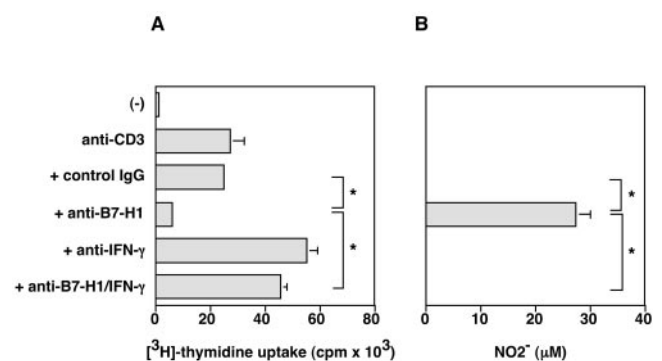 A
B
(-)
anti-CD3
+ control IgG
+ anti-B7-H1
+ anti-IFN-γ
+ anti-B7-H1/IFN-γ
*
*
*
*
0 20 40 60 80
0 10 20 30 40
[³H]-thymidine uptake (cpm x 10³)
NO2⁻ (μM)